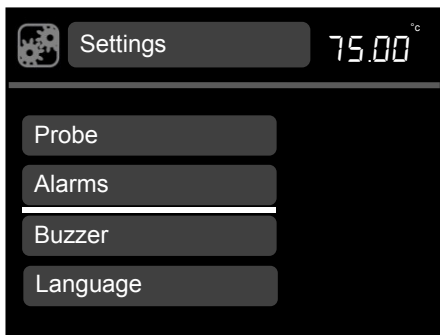 Settings
75.00 °c
Probe
Alarms
Buzzer
Language